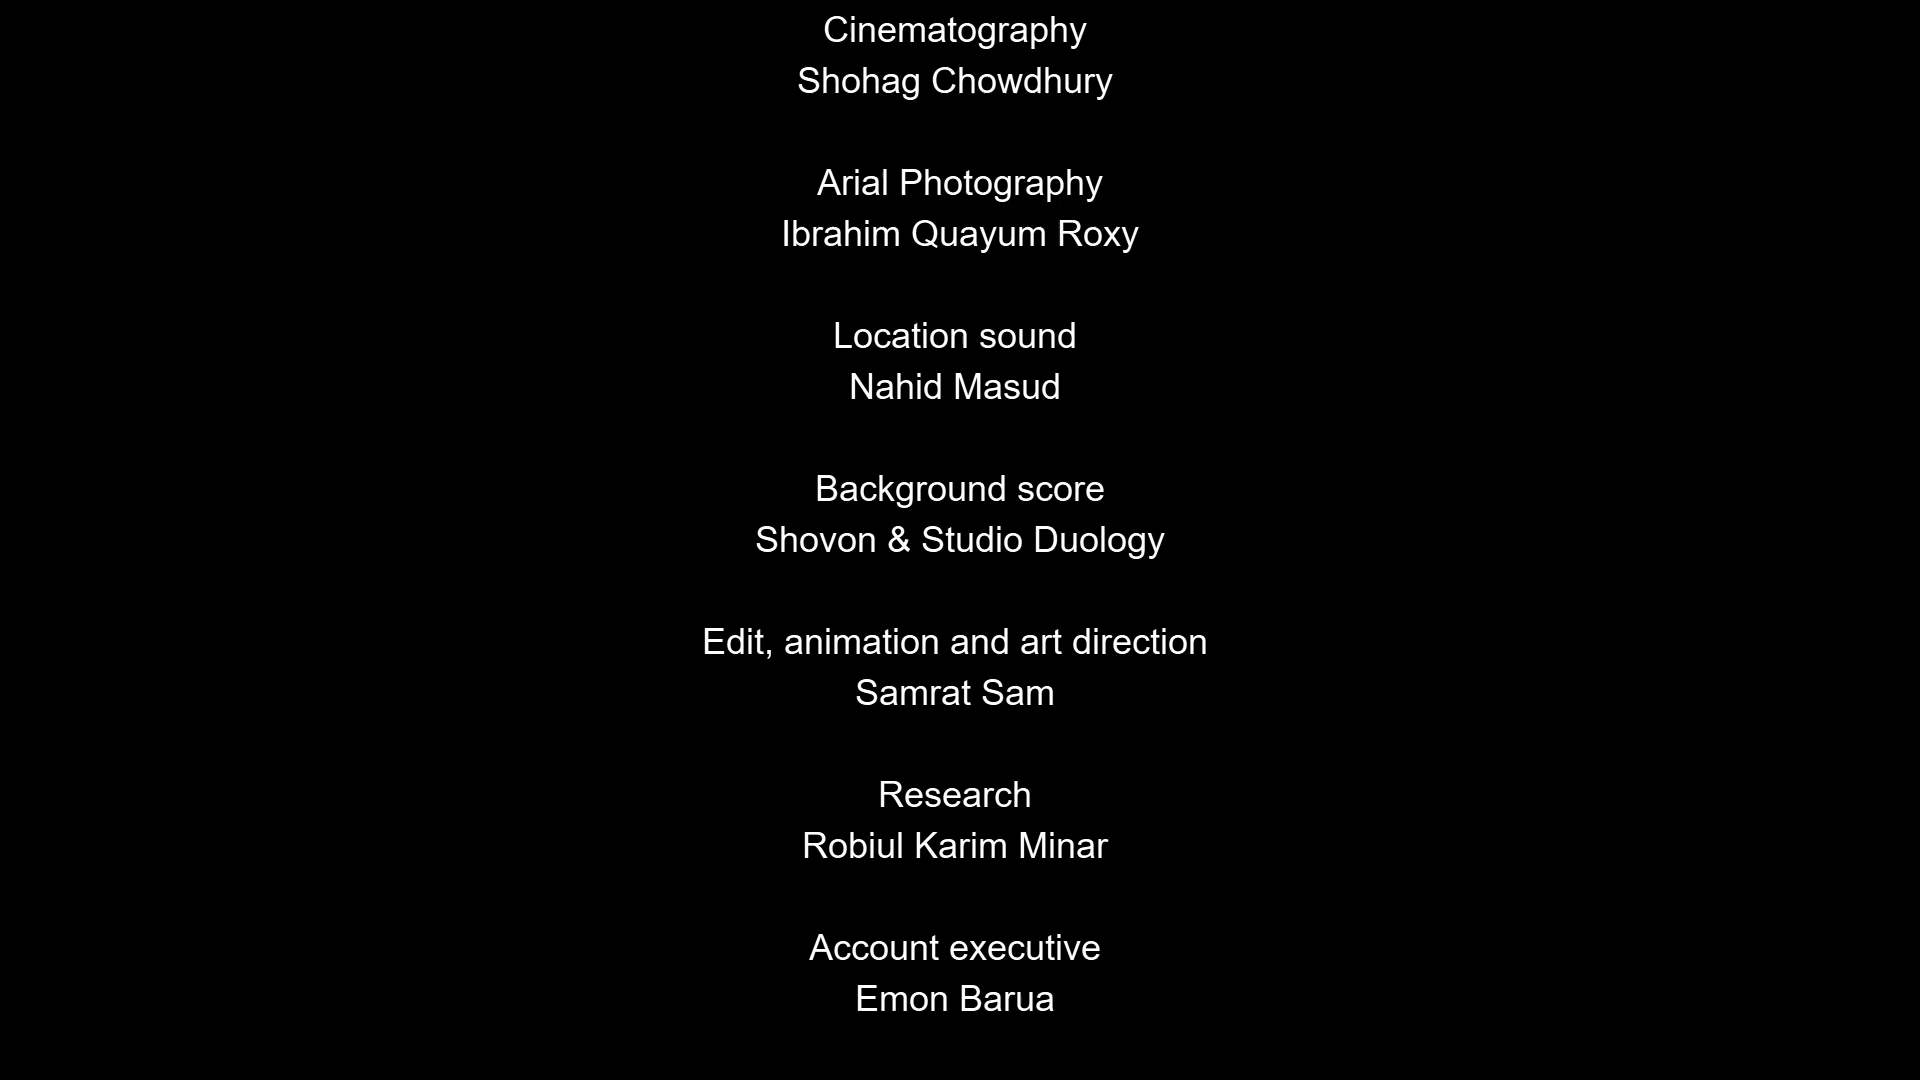 Cinematography
Shohag Chowdhury
Arial Photography
Ibrahim Quayum Roxy
Location sound
Nahid Masud
Background score
Shovon & Studio Duology
Edit, animation and art direction
Samrat Sam
Research
Robiul Karim Minar
Account executive
Emon Barua